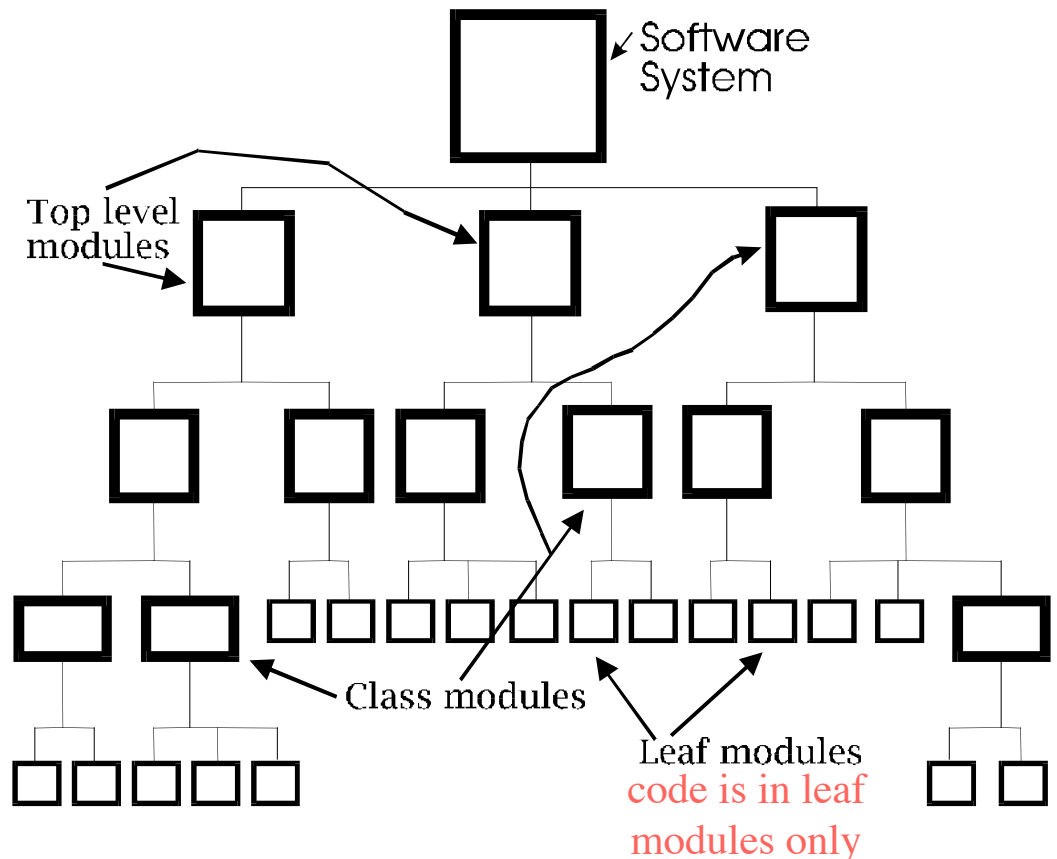 Software
System
Top level
modules
Class modules
Leaf modules
code is in leaf
modules only